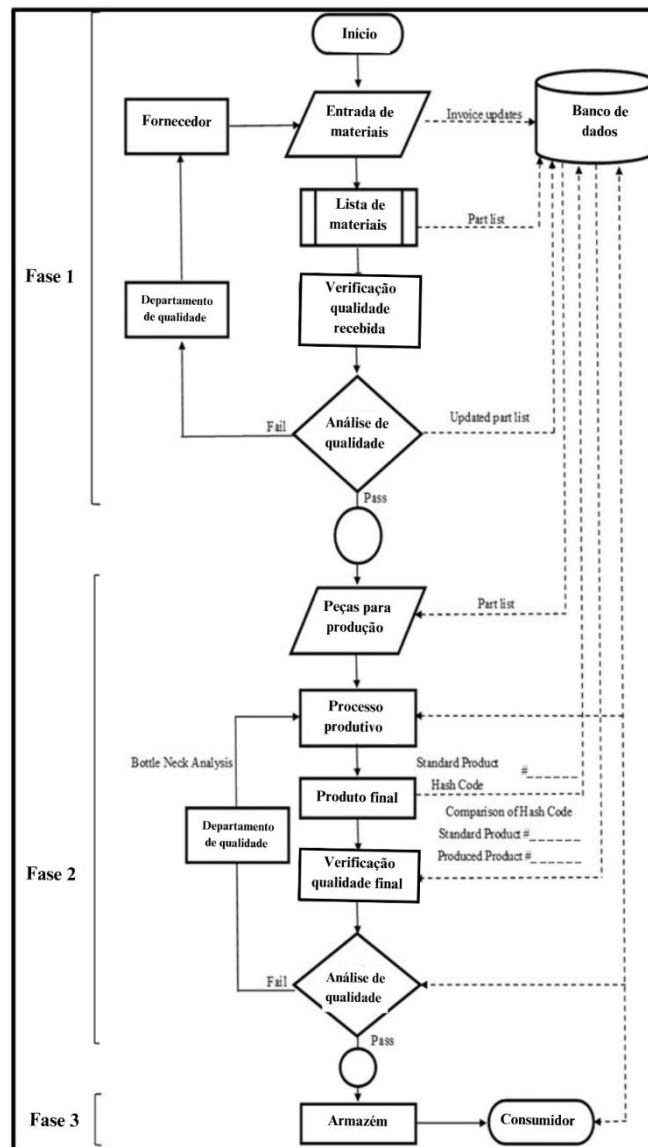 Início
Fornecedor
Entrada de
materiais
Invoice updates
Banco de
dados
Lista de
materiais
Part list
Fase 1
Departamento
de qualidade
Verificação
qualidade
recebida
Fail
Análise de
qualidade
Updated part list
Pass
Peças para
produção
Part list
Processo
produtivo
Bottle Neck Analysis
Standard Product
#_______
Hash Code
Produto final
Comparison of Hash Code
Departamento
de qualidade
Standard Product #_______
Produced Product #_______
Verificação
qualidade final
Fase 2
Fail
Análise de
qualidade
Pass
Fase 3
Armazém
Consumidor